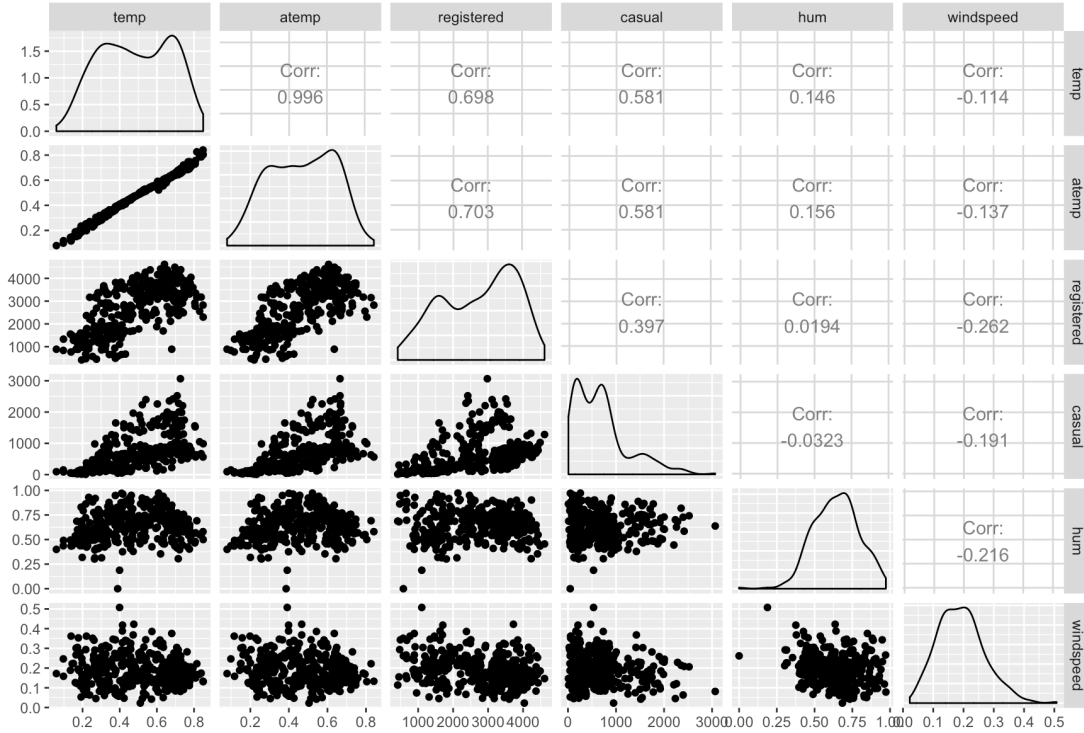 temp atemp registered casual hum windspeed
1.5
1.0
0.5
0.0
Corr:
0.996
Corr:
0.698
Corr:
0.581
Corr:
0.146
Corr:
-0.114
temp
0.8
0.6
0.4
0.2
Corr:
0.703
Corr:
0.581
Corr:
0.156
Corr:
-0.137
atemp
4000
3000
2000
1000
Corr:
0.397
Corr:
0.0194
Corr:
-0.262
registered
3000
2000
1000
0
Corr:
-0.0323
Corr:
-0.191
casual
1.00
0.75
0.50
0.25
0.00
Corr:
-0.216
hum
0.5
0.4
0.3
0.2
0.1
0.0
windspeed
0.2 0.4 0.6 0.8 0.2 0.4 0.6 0.8 1000 2000 3000 4000 0 1000 2000 3000 0.00 0.25 0.50 0.75 1.00 0.0 0.1 0.2 0.3 0.4 0.5